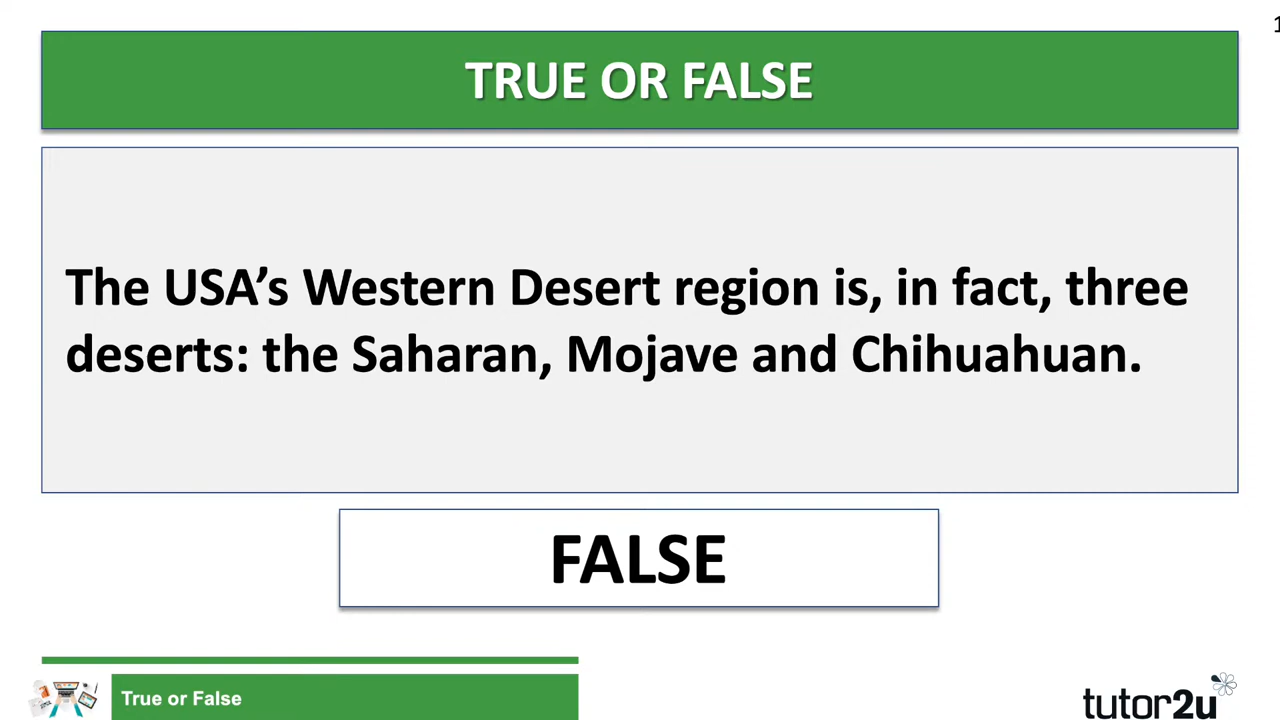 1
TRUE OR FALSE
The USA’s Western Desert region is, in fact, three
deserts: the Saharan, Mojave and Chihuahuan.
FALSE
True or False
tutor2u